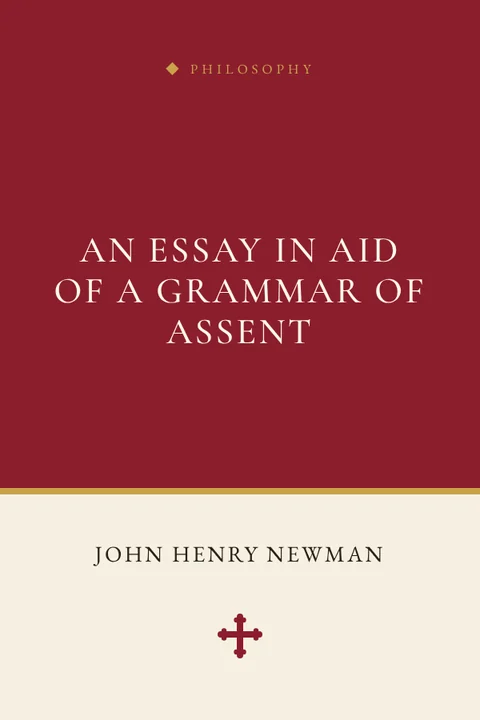 PHILOSOPHY
AN ESSAY IN AID
OF A GRAMMAR OF
ASSENT
JOHN HENRY NEWMAN